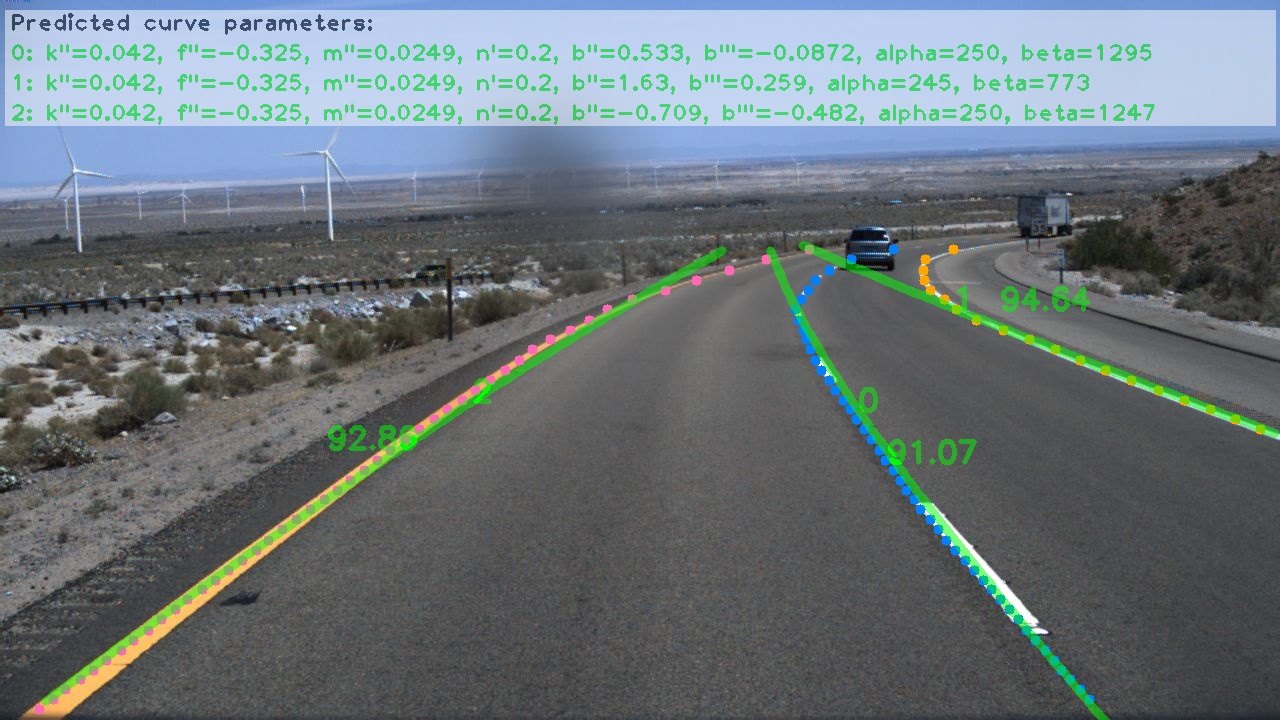 Predicted curve parameters:
0: k''=0.042, f''=-0.325, m''=0.0249, n'=0.2, b''=0.533, b'''=-0.0872, alpha=250, beta=1295
1: k''=0.042, f''=-0.325, m''=0.0249, n'=0.2, b''=1.63, b'''=0.259, alpha=245, beta=773
2: k''=0.042, f''=-0.325, m''=0.0249, n'=0.2, b''=-0.709, b'''=-0.482, alpha=250, beta=1247
1 94.64
2
0
92.86
91.07